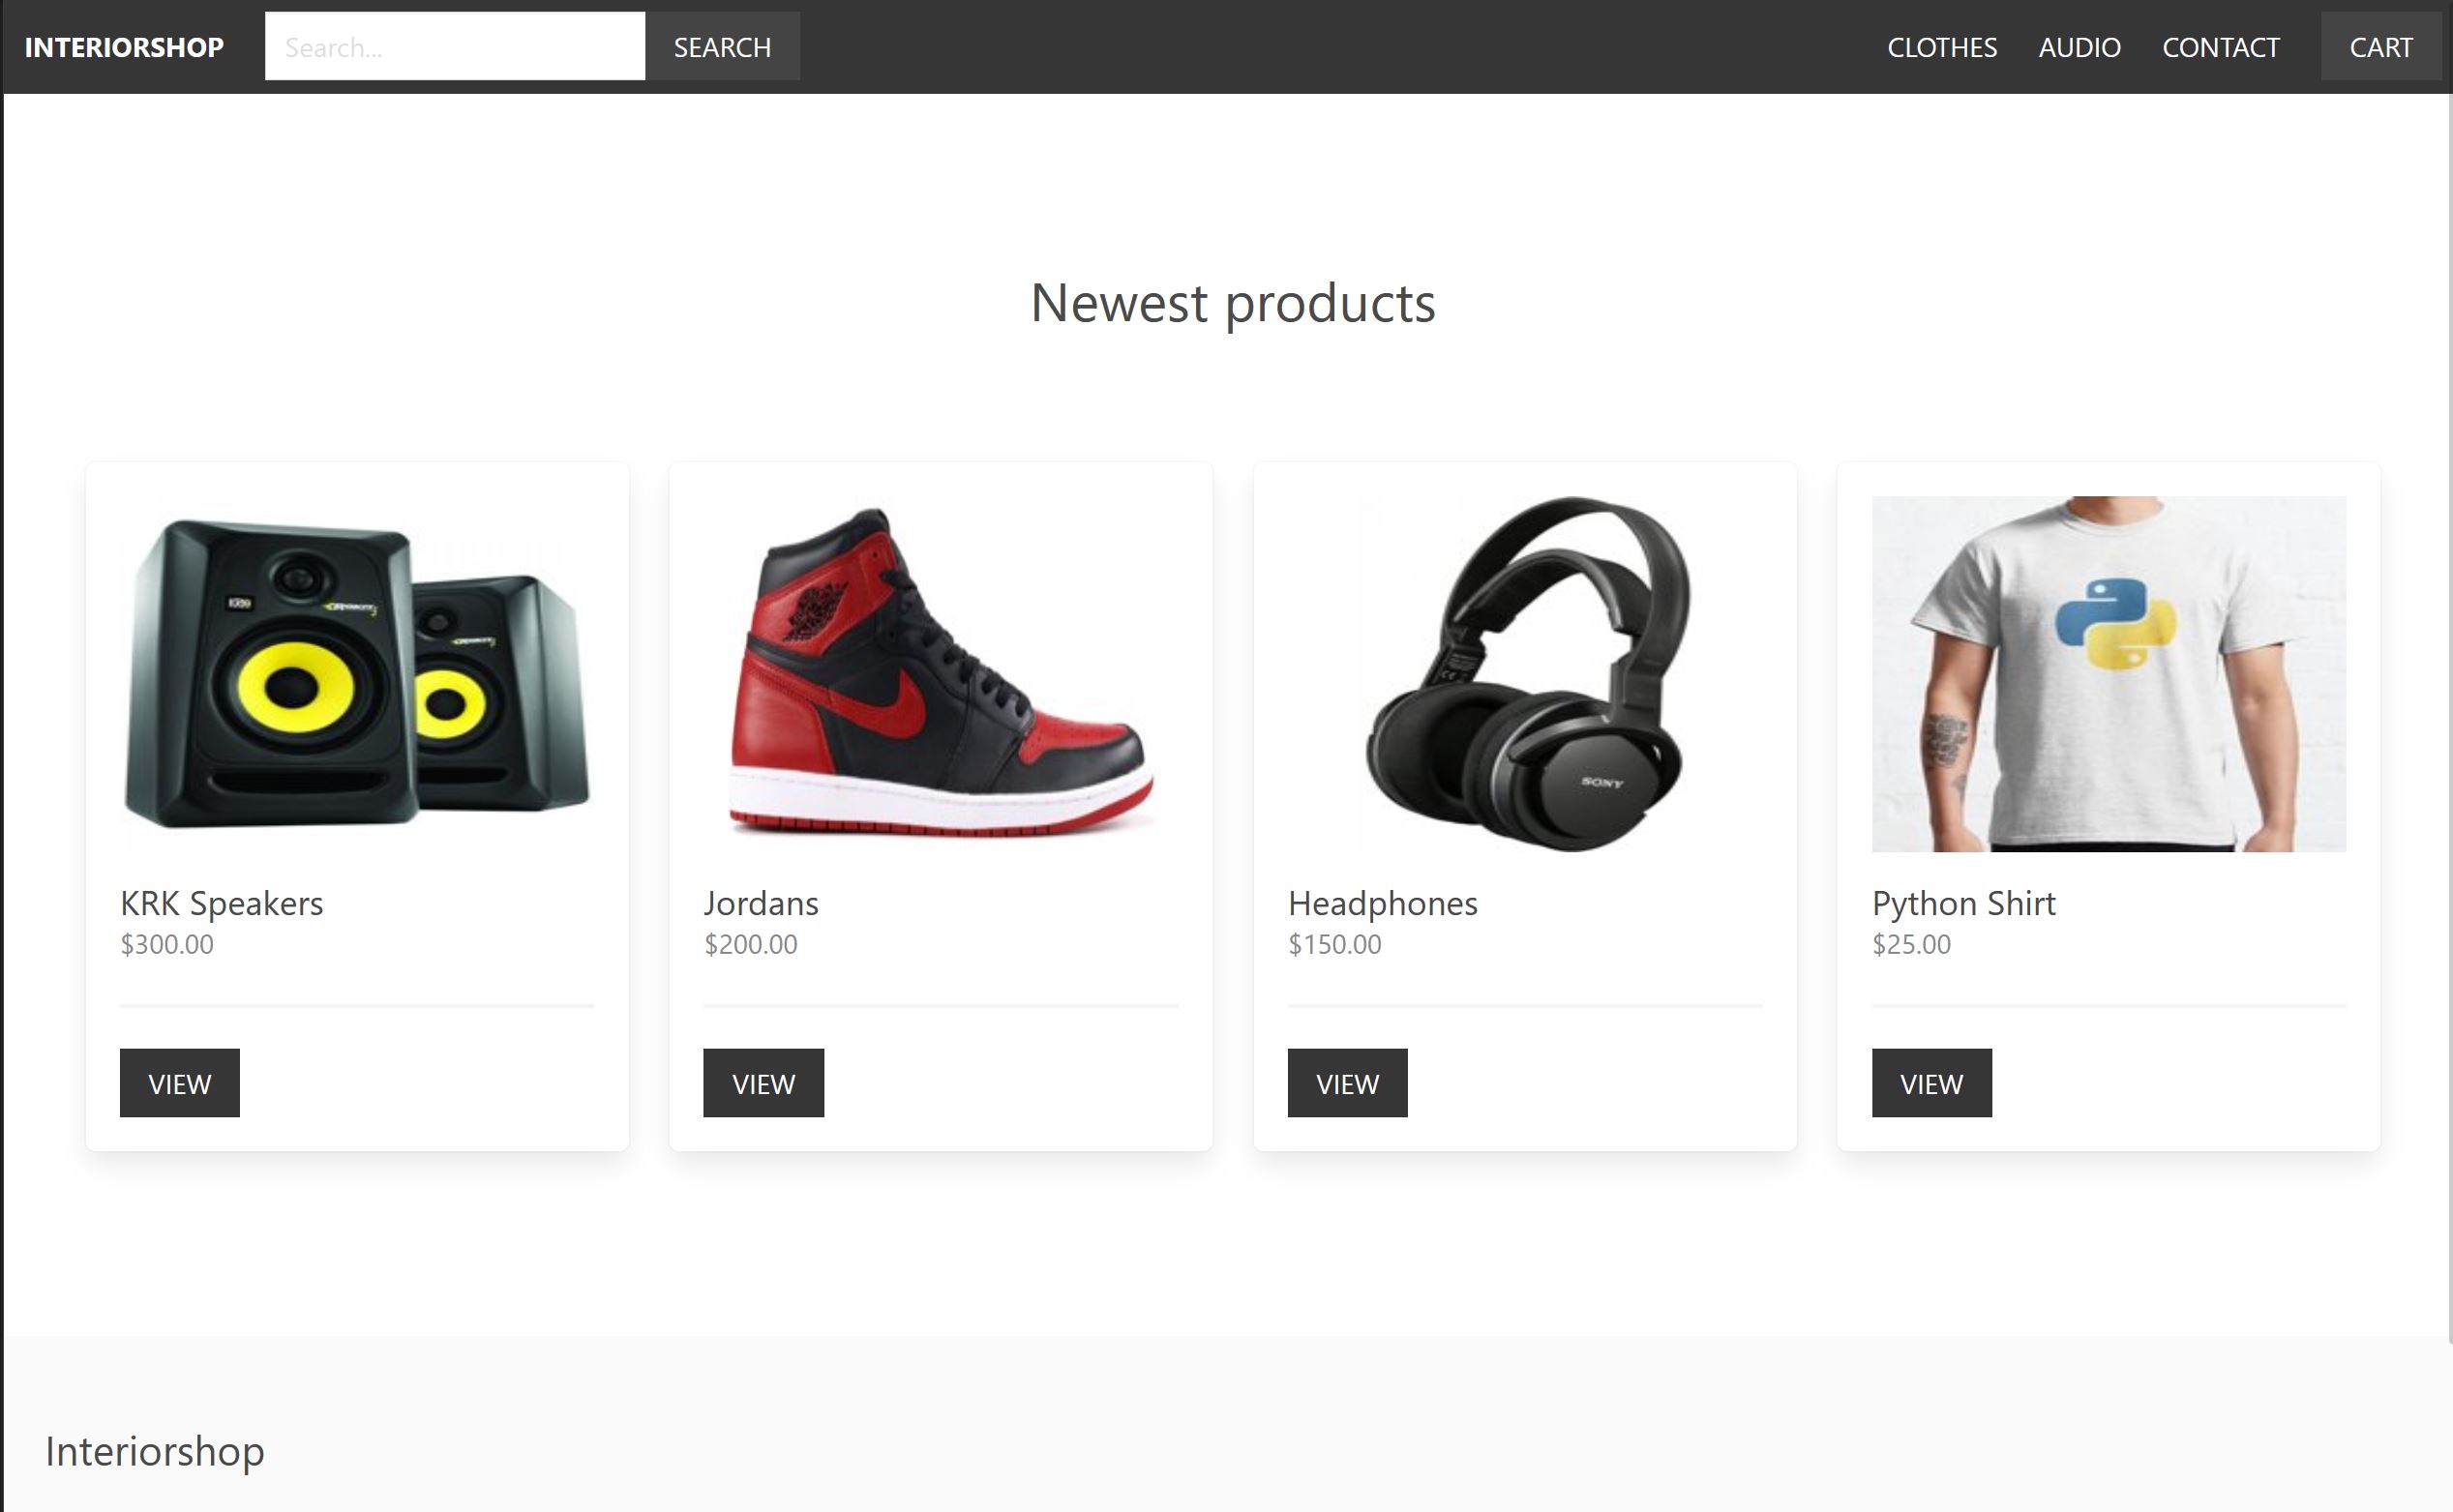 INTERIORSHOP Search... SEARCH CLOTHES AUDIO CONTACT CART
Newest products
SONY
KRK Speakers
$300.00
VIEW
Jordans
$200.00
VIEW
Headphones
$150.00
VIEW
Python Shirt
$25.00
VIEW
Interiorshop